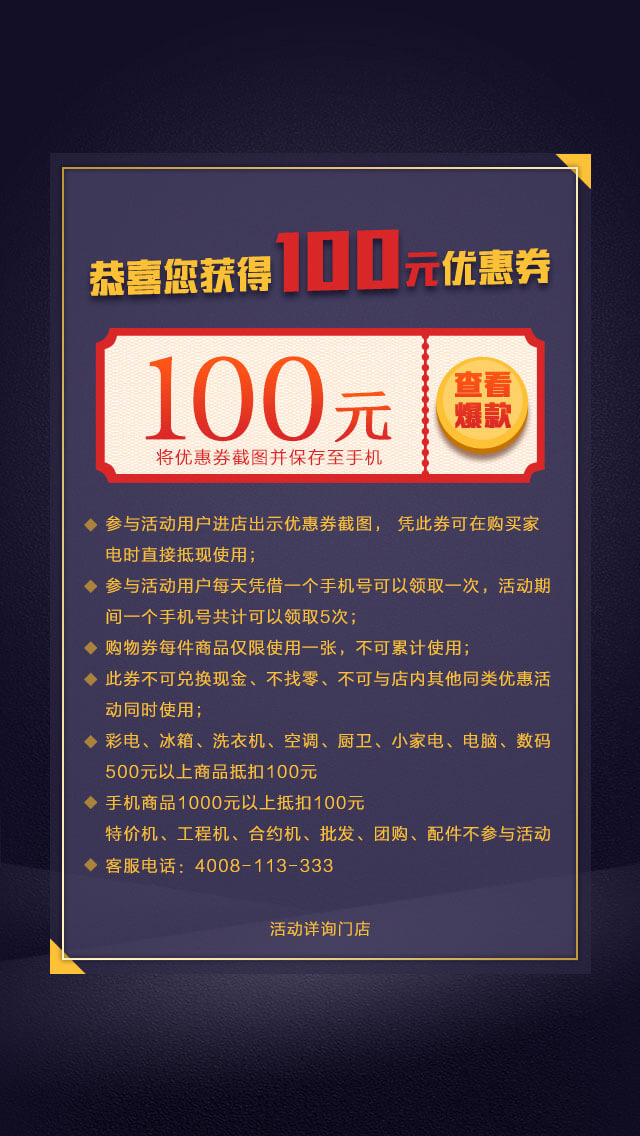 恭喜您获得100元优惠券
100元
将优惠券截图并保存至手机
查看
爆款
参与活动用户进店出示优惠券截图， 凭此券可在购买家
电时直接抵现使用；
参与活动用户每天凭借一个手机号可以领取一次，活动期
间一个手机号共计可以领取5次；
购物券每件商品仅限使用一张，不可累计使用；
此券不可兑换现金、不找零、不可与店内其他同类优惠活
动同时使用；
彩电、冰箱、洗衣机、空调、厨卫、小家电、电脑、数码
500元以上商品抵扣100元
手机商品1000元以上抵扣100元
特价机、工程机、合约机、批发、团购、配件不参与活动
客服电话：4008-113-333
活动详询门店